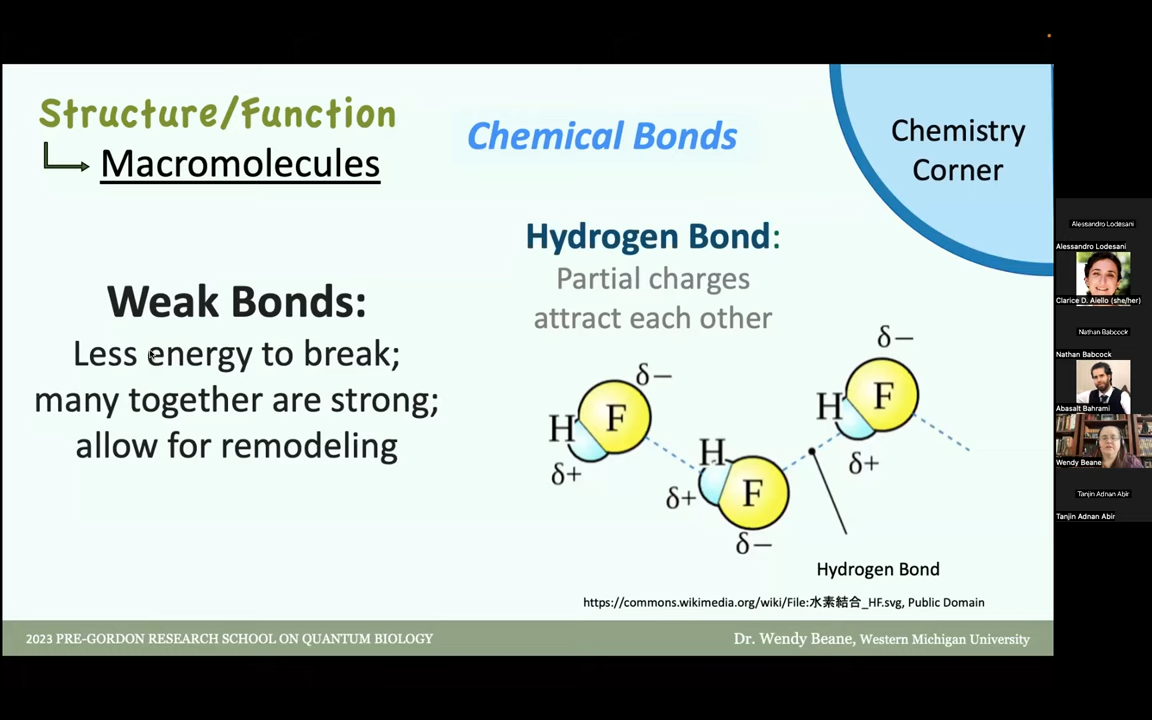 Structure/Function
Macromolecules
Chemical Bonds
Chemistry
Corner
Weak Bonds:
Less energy to break;
many together are strong;
allow for remodeling
Hydrogen Bond:
Partial charges
attract each other
δ−
H F
δ+
H
δ+ F
δ−
δ−
H F
δ+
Hydrogen Bond
https://commons.wikimedia.org/wiki/File:水素結合_HF.svg, Public Domain
2023 PRE-GORDON RESEARCH SCHOOL ON QUANTUM BIOLOGY
Dr. Wendy Beane, Western Michigan University
Alessandro Lodesani
Alessandro Lodesani
Clarice D. Aiello (she/her)
Nathan Babcock
Nathan Babcock
Abasalt Bahrami
Wendy Beane
Tanjin Adnan Abir
Tanjin Adnan Abir